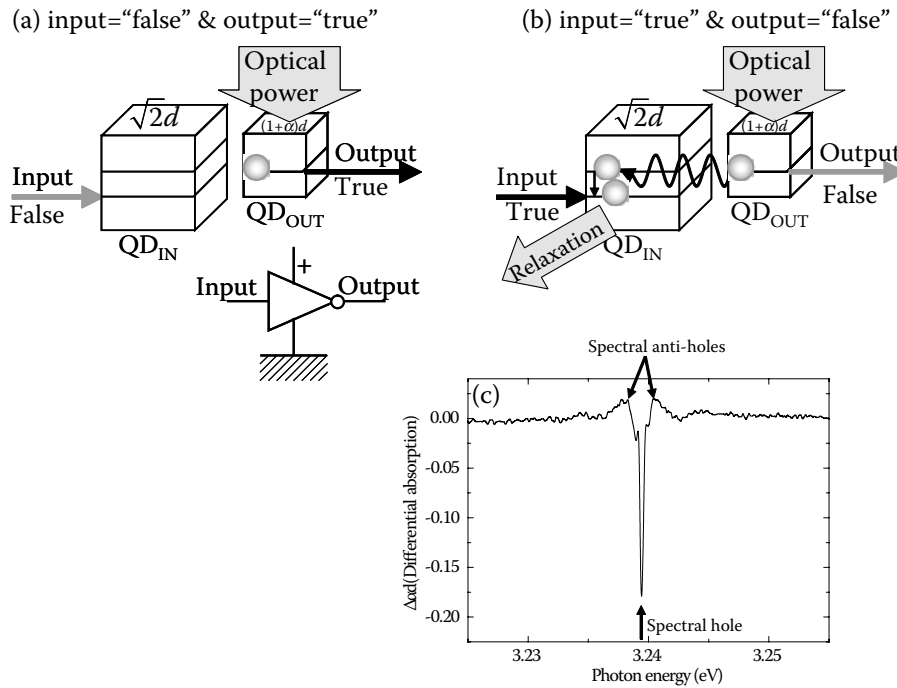 (a) input=“false” & output=“true”
Optical
power
√2d
(1+α)d
Input
False
Output
True
QD_IN
QD_OUT
+
Input
Output
(b) input=“true” & output=“false”
Optical
power
√2d
(1+α)d
Input
True
Output
False
QD_IN
QD_OUT
Relaxation
Spectral anti-holes
(c)
0.00
-0.05
-0.10
-0.15
-0.20
Δαd(Differential absorption)
Spectral hole
3.23
3.24
3.25
Photon energy (eV)